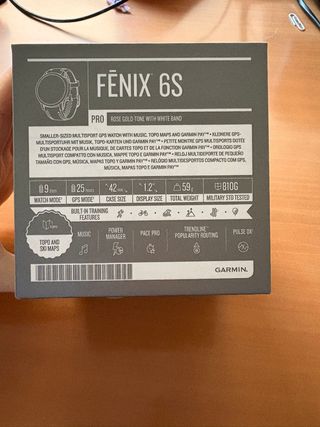 FĒNIX 6S
PRO
ROSE GOLD TONE WITH WHITE BAND
SMALLER-SIZED MULTISPORT GPS WATCH WITH MUSIC, TOPO MAPS AND GARMIN PAY™ • KLEINERE GPS-
MULTISPORTUHR MIT MUSIK, TOPO-KARTEN UND GARMIN PAY™ • PETITE MONTRE MULTISPORTS DOTÉE
D'UN STOCKAGE POUR LA MUSIQUE, DE CARTES TOPO ET DE LA FONCTION GARMIN PAY™ • OROLOGIO GPS
MULTISPORT COMPATTO CON MUSICA, MAPPE TOPO E GARMIN PAY™ • RELOJ MULTIDEPORTE DE PEQUEÑO
TAMAÑO CON GPS, MÚSICA, MAPAS TOPO Y GARMIN PAY™ • RELÓGIO MULTIDESPORTOS COMPACTO COM GPS,
MÚSICA, MAPAS TOPO E GARMIN PAY™
9 25 42 1.2" 59g 810G
WATCH MODE GPS MODE CASE SIZE DISPLAY SIZE TOTAL WEIGHT MILITARY STD TESTED
BUILT-IN TRAINING
FEATURES
TOPO
TOPO AND
SKI MAPS
MUSIC
POWER
MANAGER
PACE PRO
TRENDLINE™
POPULARITY ROUTING
PULSE OX
GARMIN